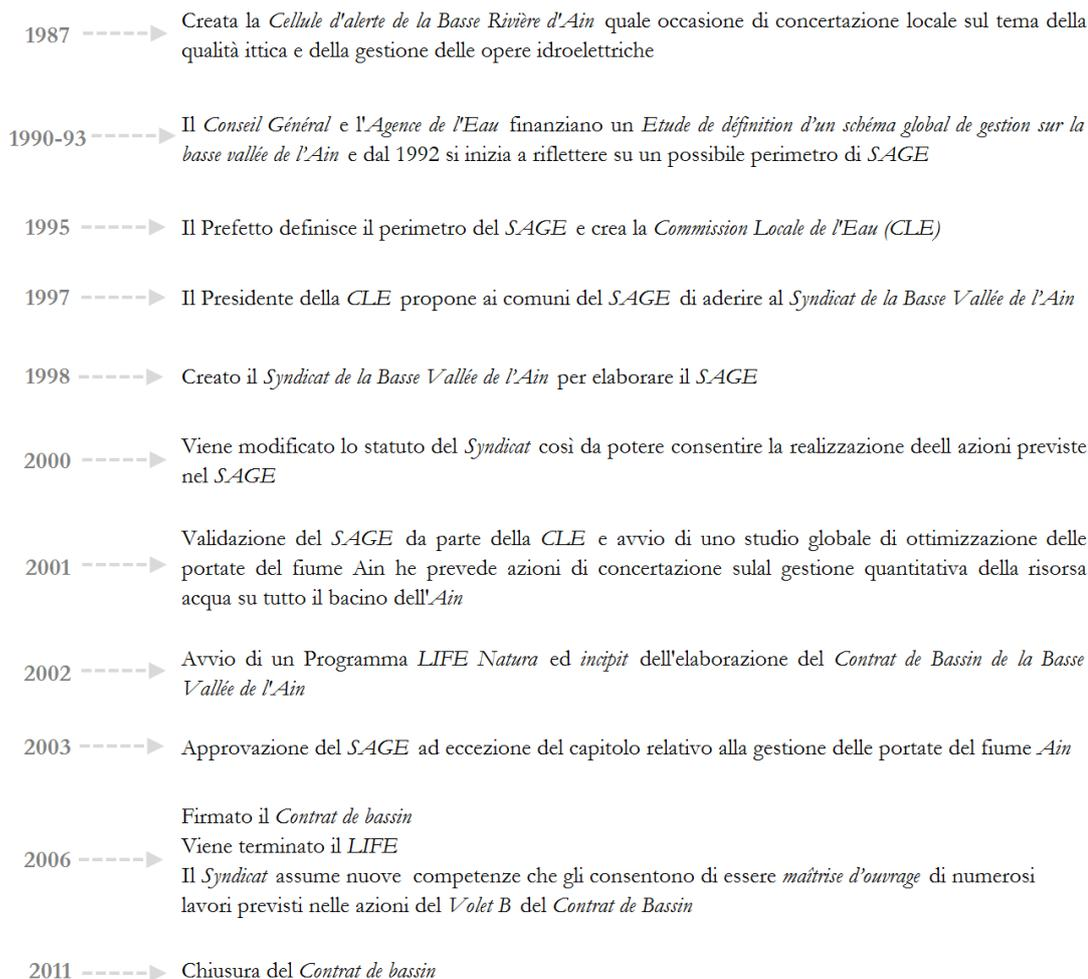 1987 Creata la Cellule d'alerte de la Basse Rivière d'Ain quale occasione di concertazione locale sul tema della
qualità ittica e della gestione delle opere idroelettriche
1990-93 Il Conseil Général e l'Agence de l'Eau finanziano un Etude de définition d'un schéma global de gestion sur la
basse vallée de l'Ain e dal 1992 si inizia a riflettere su un possibile perimetro di SAGE
1995 Il Prefetto definisce il perimetro del SAGE e crea la Commission Locale de l'Eau (CLE)
1997 Il Presidente della CLE propone ai comuni del SAGE di aderire al Syndicat de la Basse Vallée de l'Ain
1998 Creato il Syndicat de la Basse Vallée de l'Ain per elaborare il SAGE
2000 Viene modificato lo statuto del Syndicat così da potere consentire la realizzazione deell azioni previste
nel SAGE
2001 Validazione del SAGE da parte della CLE e avvio di uno studio globale di ottimizzazione delle
portate del fiume Ain he prevede azioni di concertazione sulal gestione quantitativa della risorsa
acqua su tutto il bacino dell'Ain
2002 Avvio di un Programma LIFE Natura ed incipit dell'elaborazione del Contrat de Bassin de la Basse
Vallée de l'Ain
2003 Approvazione del SAGE ad eccezione del capitolo relativo alla gestione delle portate del fiume Ain
2006 Firmato il Contrat de bassin
Viene terminato il LIFE
Il Syndicat assume nuove competenze che gli consentono di essere maîtrise d'ouvrage di numerosi
lavori previsti nelle azioni del Volet B del Contrat de Bassin
2011 Chiusura del Contrat de bassin